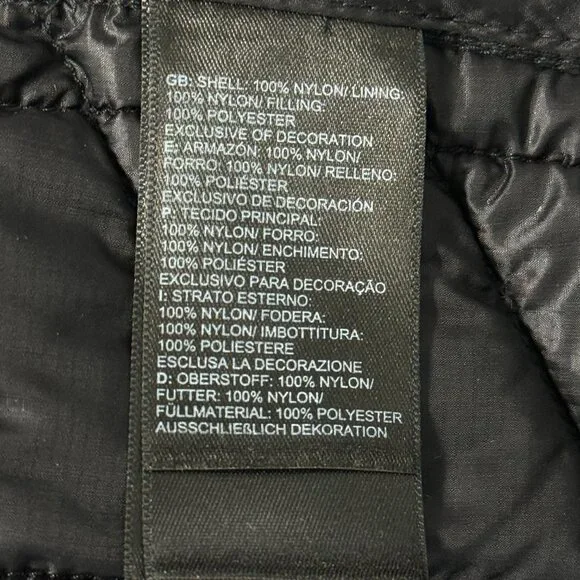 GB: SHELL: 100% NYLON/ LINING:
100% NYLON/ FILLING:
100% POLYESTER
EXCLUSIVE OF DECORATION
E: ARMAZÓN: 100% NYLON/
FORRO: 100% NYLON/ RELLENO:
100% POLIÉSTER
EXCLUSIVO DE DECORACIÓN
P: TECIDO PRINCIPAL:
100% NYLON/ FORRO:
100% NYLON/ ENCHIMENTO:
100% POLIÉSTER
EXCLUSIVO PARA DECORAÇÃO
I: STRATO ESTERNO:
100% NYLON/ FODERA:
100% NYLON/ IMBOTTITURA:
100% POLIESTERE
ESCLUSA LA DECORAZIONE
D: OBERSTOFF: 100% NYLON/
FUTTER: 100% NYLON/
FÜLLMATERIAL: 100% POLYESTER
AUSSCHLIEẞLICH DEKORATION